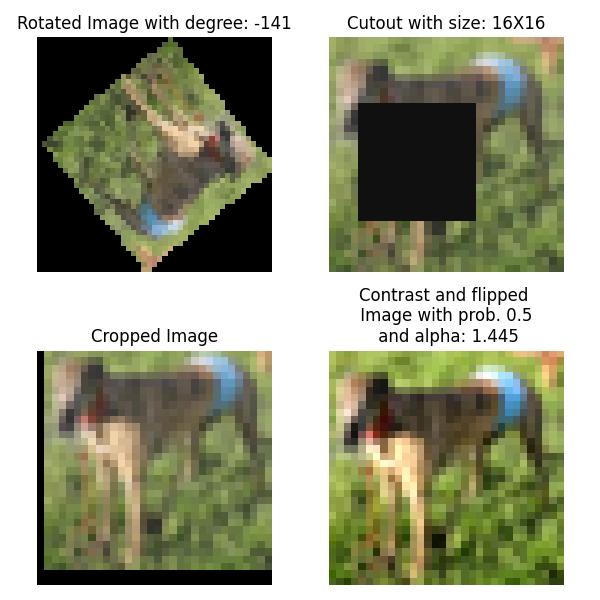 Rotated Image with degree: -141
Cutout with size: 16X16
Cropped Image
Contrast and flipped
Image with prob. 0.5
and alpha: 1.445